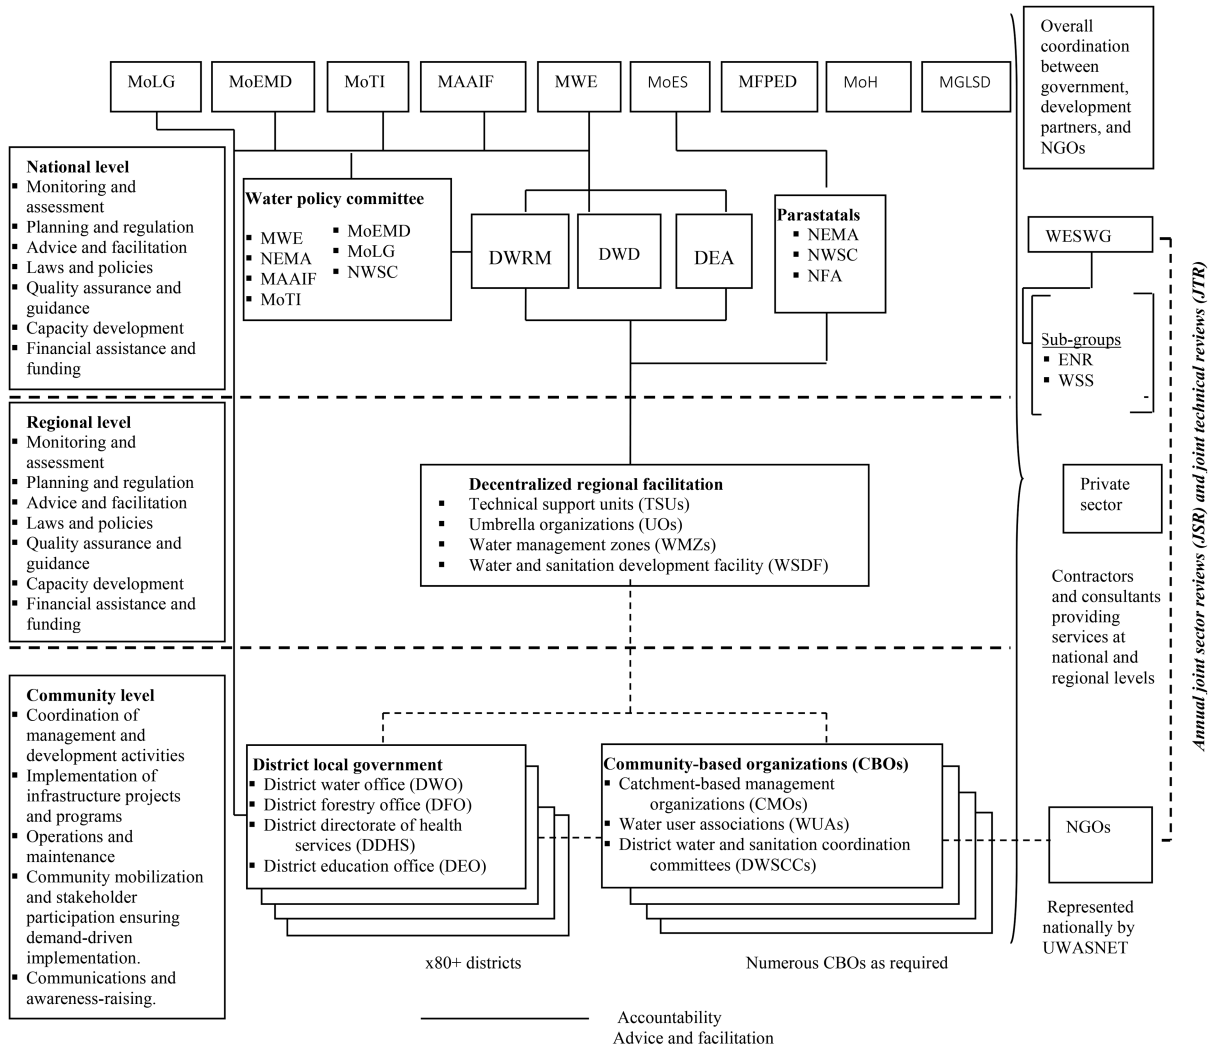 MoLG
MoEMD
MoTI
MAAIF
MWE
MoES
MFPED
MoH
MGLSD
Overall
coordination
between
government,
development
partners, and
NGOs
National level
▪ Monitoring and
assessment
▪ Planning and regulation
▪ Advice and facilitation
▪ Laws and policies
▪ Quality assurance and
guidance
▪ Capacity development
▪ Financial assistance and
funding
Water policy committee
▪ MWE
▪ NEMA
▪ MAAIF
▪ MoTI
▪ MoEMD
▪ MoLG
▪ NWSC
DWRM
DWD
DEA
Parastatals
▪ NEMA
▪ NWSC
▪ NFA
WESWG
Sub-groups
▪ ENR
▪ WSS
Annual joint sector reviews (JSR) and joint technical reviews (JTR)
Regional level
▪ Monitoring and
assessment
▪ Planning and regulation
▪ Advice and facilitation
▪ Laws and policies
▪ Quality assurance and
guidance
▪ Capacity development
▪ Financial assistance and
funding
Decentralized regional facilitation
▪ Technical support units (TSUs)
▪ Umbrella organizations (UOs)
▪ Water management zones (WMZs)
▪ Water and sanitation development facility (WSDF)
Private
sector
Contractors
and consultants
providing
services at
national and
regional levels
Community level
▪ Coordination of
management and
development activities
▪ Implementation of
infrastructure projects
and programs
▪ Operations and
maintenance
▪ Community mobilization
and stakeholder
participation ensuring
demand-driven
implementation.
▪ Communications and
awareness-raising.
District local government
▪ District water office (DWO)
▪ District forestry office (DFO)
▪ District directorate of health
services (DDHS)
▪ District education office (DEO)
x80+ districts
Community-based organizations (CBOs)
▪ Catchment-based management
organizations (CMOs)
▪ Water user associations (WUAs)
▪ District water and sanitation coordination
committees (DWSCCs)
Numerous CBOs as required
NGOs
Represented
nationally by
UWASNET
Accountability
Advice and facilitation